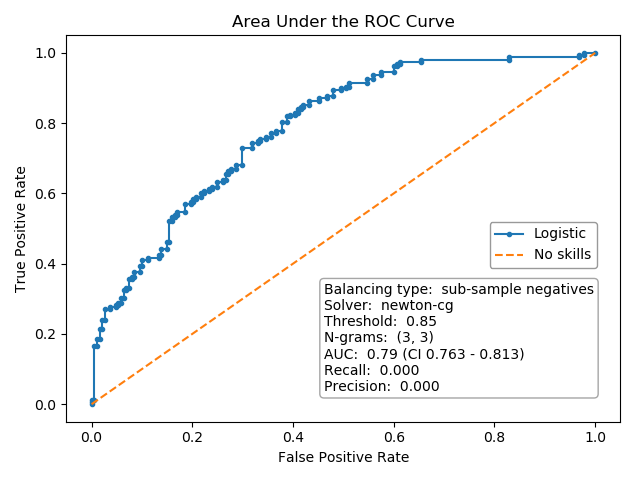 Area Under the ROC Curve
True Positive Rate
1.0
0.8
0.6
0.4
0.2
0.0
Logistic
No skills
Balancing type:  sub-sample negatives
Solver:  newton-cg
Threshold:  0.85
N-grams:  (3, 3)
AUC:  0.79 (CI 0.763 - 0.813)
Recall:  0.000
Precision:  0.000
0.0 0.2 0.4 0.6 0.8 1.0
False Positive Rate